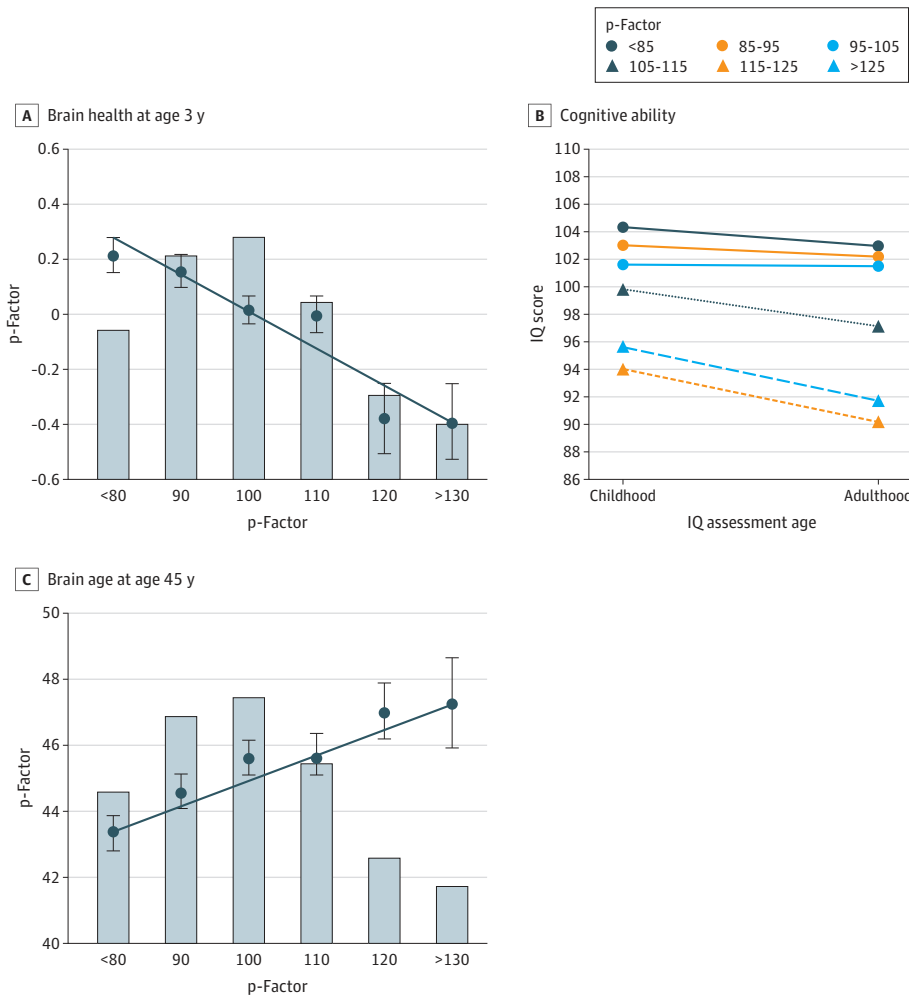 p-Factor
<85 85-95 95-105
105-115 115-125 >125
A Brain health at age 3 y
0.6
0.4
0.2
0
-0.2
-0.4
-0.6
p-Factor
<80 90 100 110 120 >130
p-Factor
B Cognitive ability
110
108
106
104
102
100
98
96
94
92
90
88
86
IQ score
Childhood Adulthood
IQ assessment age
C Brain age at age 45 y
50
48
46
44
42
40
p-Factor
<80 90 100 110 120 >130
p-Factor